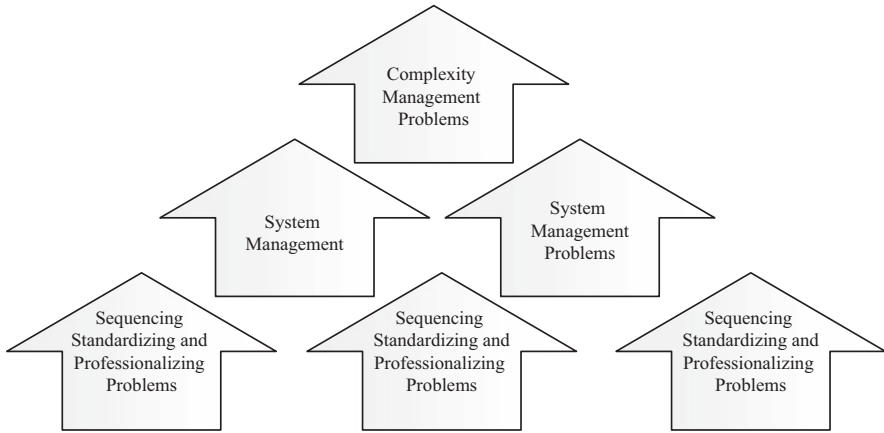 Complexity
Management
Problems
System
Management
System
Management
Problems
Sequencing
Standardizing and
Professionalizing
Problems
Sequencing
Standardizing and
Professionalizing
Problems
Sequencing
Standardizing and
Professionalizing
Problems